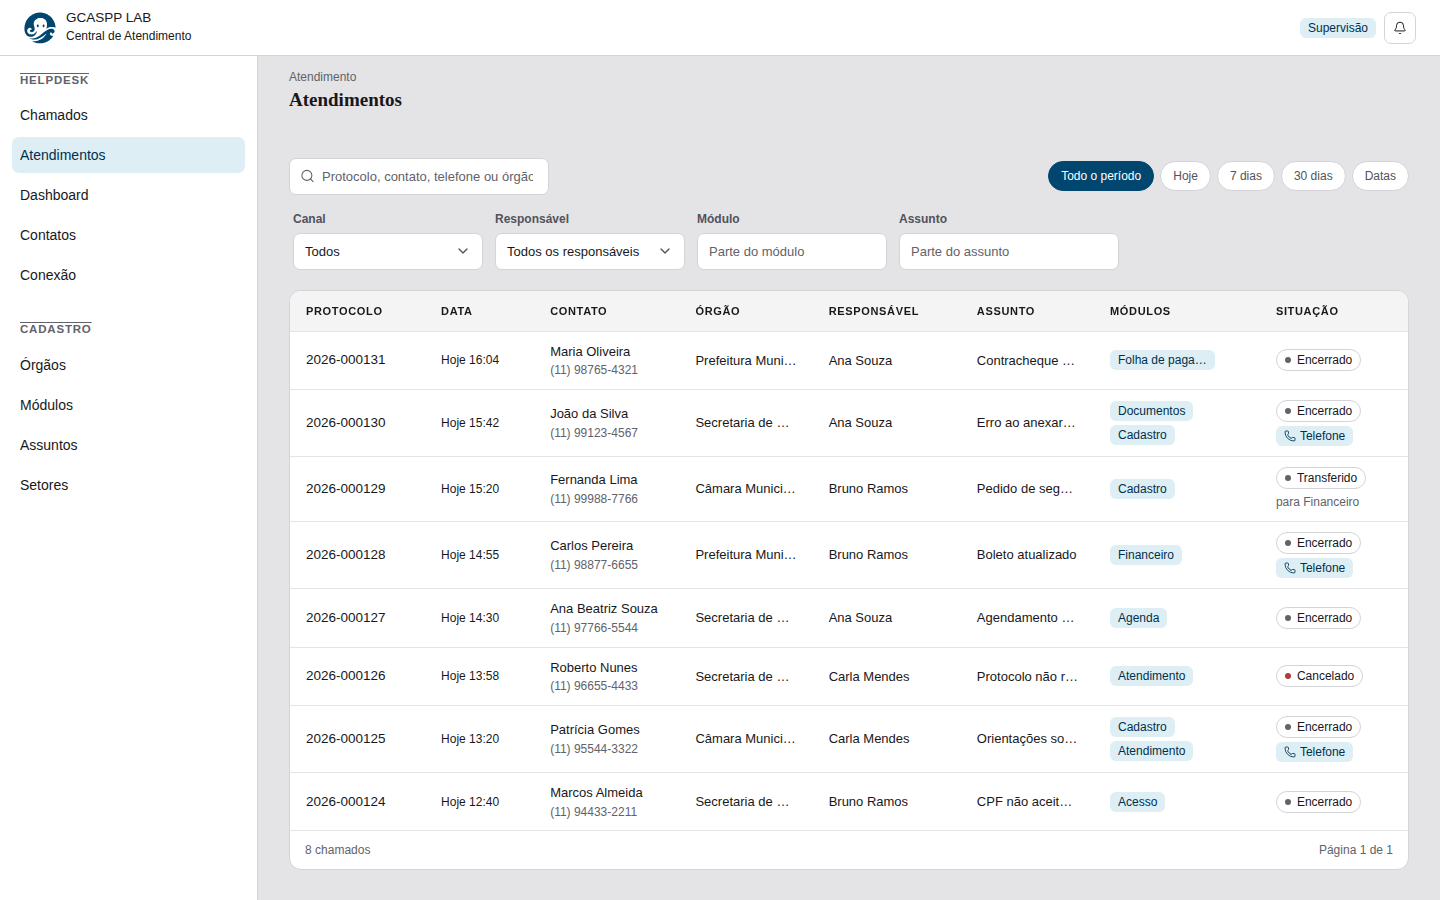 GCASPP LAB
Central de Atendimento
Supervisão
HELPDESK
Chamados
Atendimentos
Dashboard
Contatos
Conexão
CADASTRO
Órgãos
Módulos
Assuntos
Setores
Atendimento
Atendimentos
Protocolo, contato, telefone ou órgão
Todo o período
Hoje
7 dias
30 dias
Datas
Canal
Responsável
Módulo
Assunto
Todos
Todos os responsáveis
Parte do módulo
Parte do assunto
PROTOCOLO DATA CONTATO ÓRGÃO RESPONSÁVEL ASSUNTO MÓDULOS SITUAÇÃO
2026-000131 Hoje 16:04 Maria Oliveira Prefeitura Muni… Ana Souza Contracheque … Folha de paga… Encerrado
(11) 98765-4321
2026-000130 Hoje 15:42 João da Silva Secretaria de … Ana Souza Erro ao anexar… Documentos Encerrado
(11) 99123-4567 Cadastro Telefone
2026-000129 Hoje 15:20 Fernanda Lima Câmara Munici… Bruno Ramos Pedido de seg… Cadastro Transferido
(11) 99988-7766 para Financeiro
2026-000128 Hoje 14:55 Carlos Pereira Prefeitura Muni… Bruno Ramos Boleto atualizado Financeiro Encerrado
(11) 98877-6655 Telefone
2026-000127 Hoje 14:30 Ana Beatriz Souza Secretaria de … Ana Souza Agendamento … Agenda Encerrado
(11) 97766-5544
2026-000126 Hoje 13:58 Roberto Nunes Secretaria de … Carla Mendes Protocolo não r… Atendimento Cancelado
(11) 96655-4433
2026-000125 Hoje 13:20 Patrícia Gomes Câmara Munici… Carla Mendes Orientações so… Cadastro Encerrado
(11) 95544-3322 Atendimento Telefone
2026-000124 Hoje 12:40 Marcos Almeida Secretaria de … Bruno Ramos CPF não aceit… Acesso Encerrado
(11) 94433-2211
8 chamados
Página 1 de 1